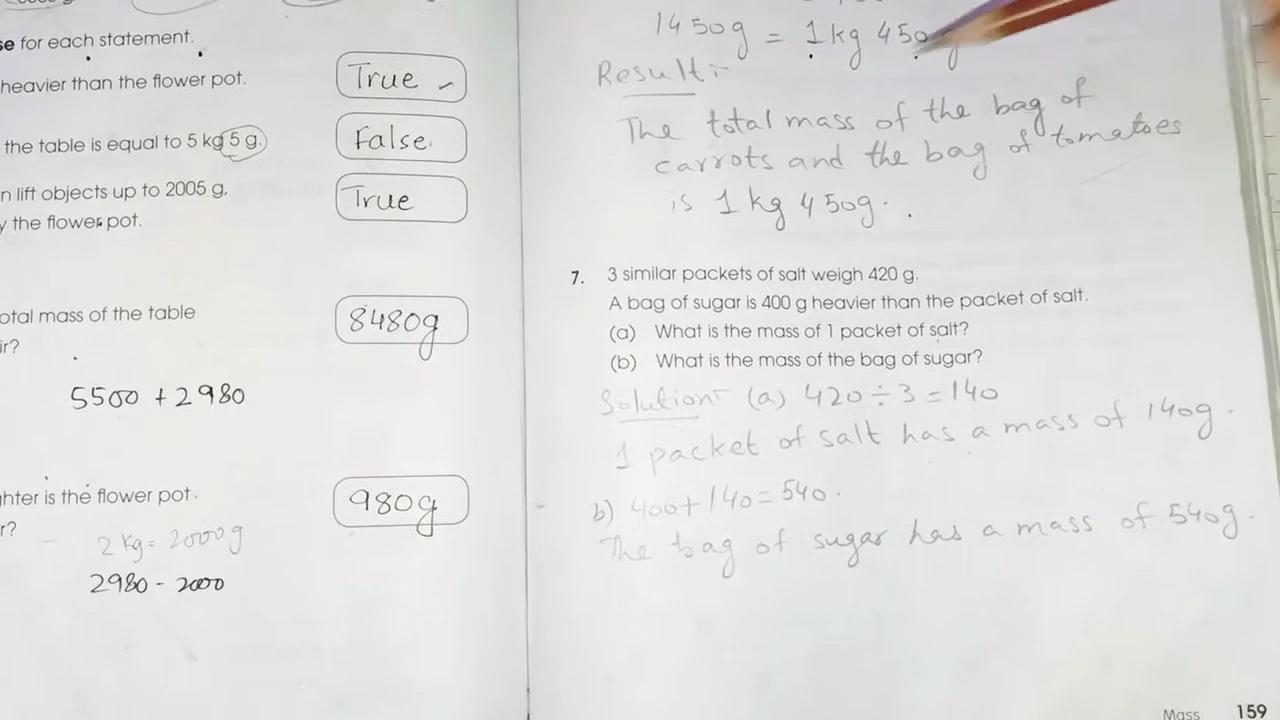 se for each statement.
heavier than the flower pot.
True
the table is equal to 5 kg 5 g.
False.
n lift objects up to 2005 g,
y the flower pot.
True
otal mass of the table
ir?
8480g
5500 + 2980
hter is the flower pot
r?
980g
2 kg = 2000g
2980 - 2000
1450g = 1kg 450g
Result:-
The total mass of the bag of
carrots and the bag of tomatoes
is 1 kg 450g.
7. 3 similar packets of salt weigh 420 g.
A bag of sugar is 400 g heavier than the packet of salt.
(a) What is the mass of 1 packet of salt?
(b) What is the mass of the bag of sugar?
Solution:- (a) 420 ÷ 3 = 140
1 packet of salt has a mass of 140g.
b) 400 + 140 = 540.
The bag of sugar has a mass of 540g.
Mass 159